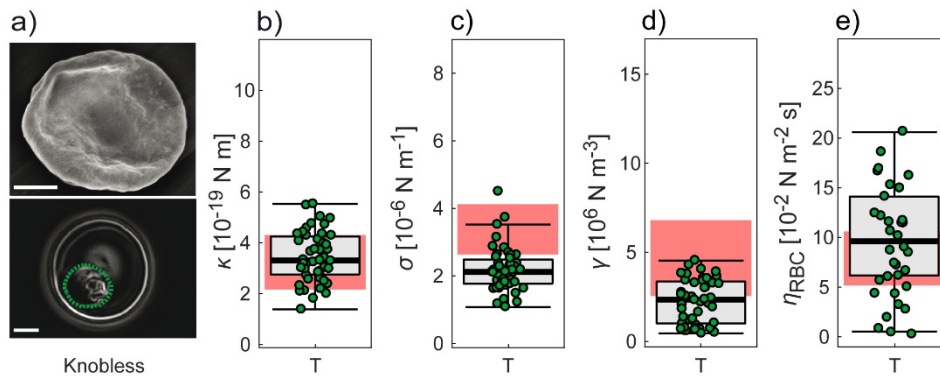 a)
Knobless
b)
κ [10-19 N m]
10
8
6
4
2
0
T
c)
σ [10-6 N m-1]
8
6
4
2
0
T
d)
γ [106 N m-3]
15
10
5
0
T
e)
ηRBC [10-2 N m-2 s]
25
20
15
10
5
0
T